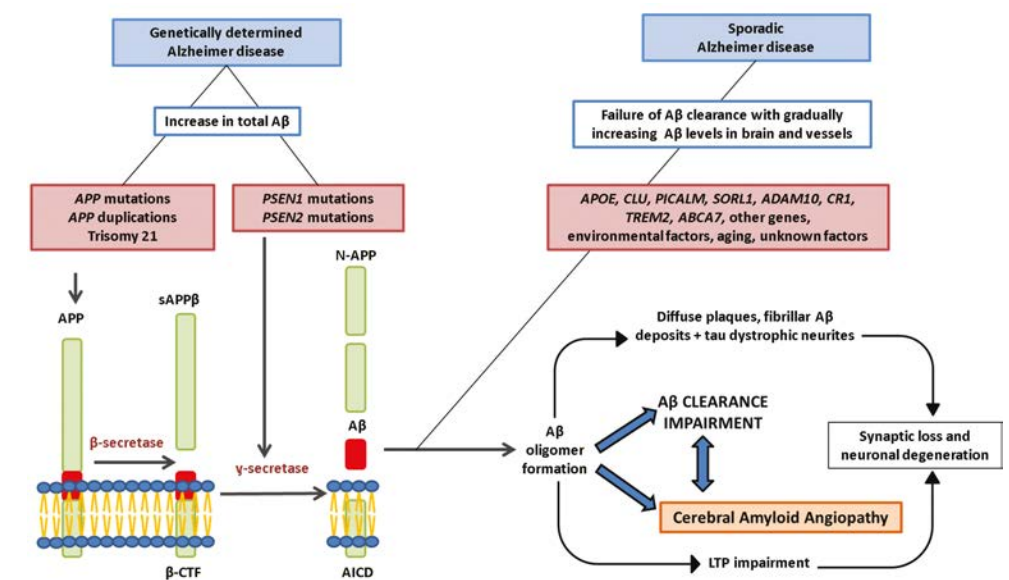 Genetically determined
Alzheimer disease
Sporadic
Alzheimer disease
Increase in total Aβ
Failure of Aβ clearance with gradually
increasing Aβ levels in brain and vessels
APP mutations
APP duplications
Trisomy 21
PSEN1 mutations
PSEN2 mutations
APOE, CLU, PICALM, SORL1, ADAM10, CR1,
TREM2, ABCA7, other genes,
environmental factors, aging, unknown factors
N-APP
sAPPβ
APP
Diffuse plaques, fibrillar Aβ
deposits + tau dystrophic neurites
Aβ
β-secretase
γ-secretase
Aβ
oligomer
formation
Aβ CLEARANCE
IMPAIRMENT
Synaptic loss and
neuronal degeneration
Cerebral Amyloid Angiopathy
LTP impairment
β-CTF
AICD